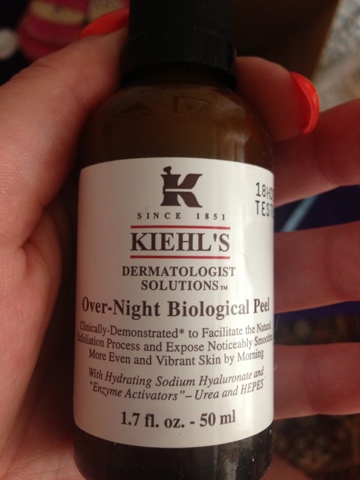 K
SINCE 1851
KIEHL'S
DERMATOLOGIST
SOLUTIONS™
Over-Night Biological Peel
Clinically-Demonstrated* to Facilitate the Natural
Exfoliation Process and Expose Noticeably Smoother
More Even and Vibrant Skin by Morning
With Hydrating Sodium Hyaluronate and
"Enzyme Activators"–Urea and HEPES
1.7 fl. oz. - 50 ml